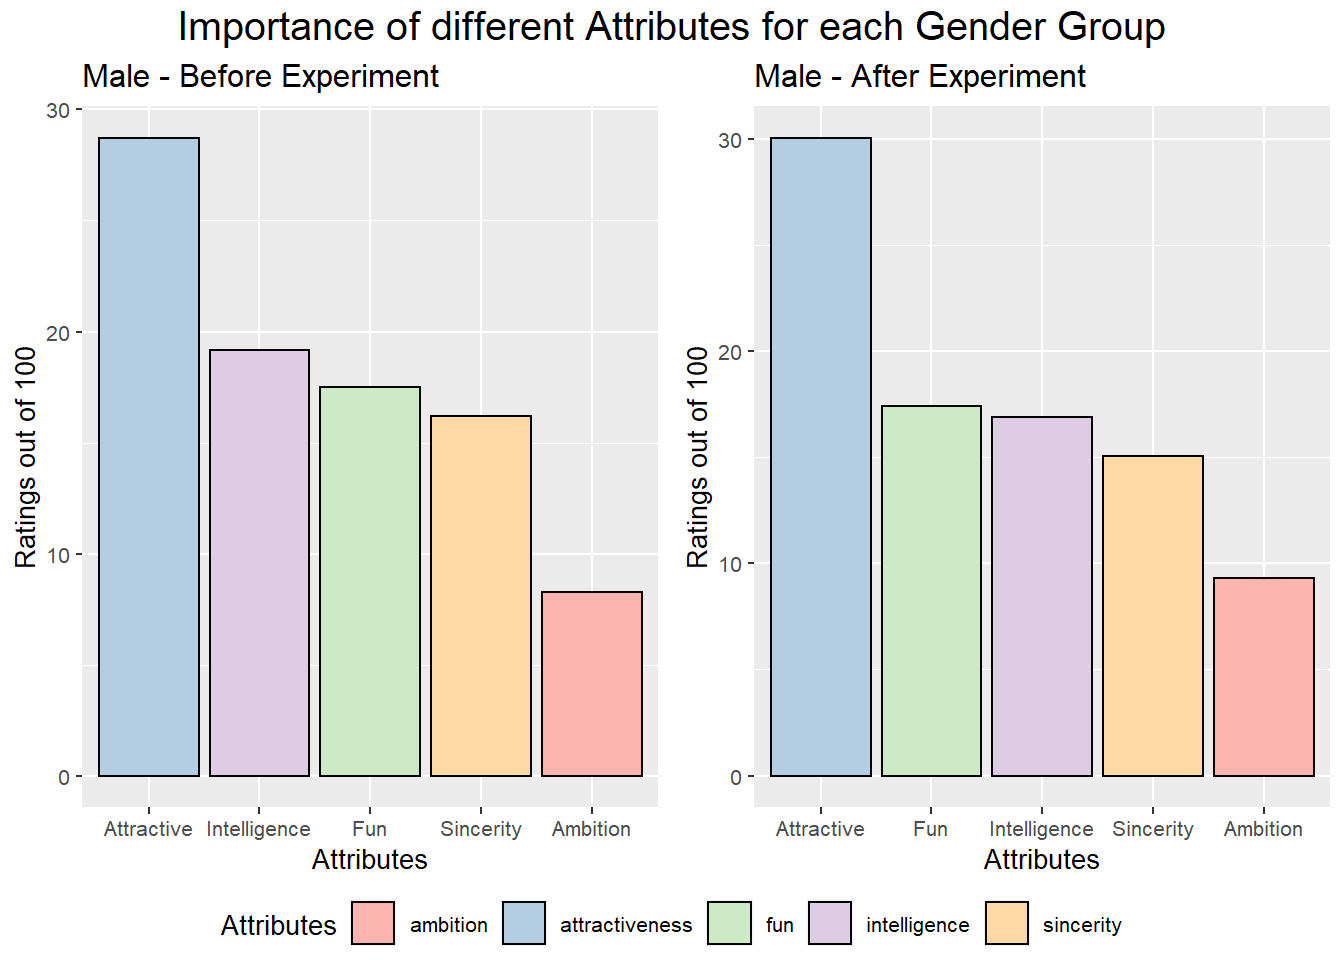 Importance of different Attributes for each Gender Group
Male - Before Experiment
30
20
10
0
Ratings out of 100
Attractive Intelligence Fun Sincerity Ambition
Attributes
Male - After Experiment
30
20
10
0
Ratings out of 100
Attractive Fun Intelligence Sincerity Ambition
Attributes
Attributes ambition attractiveness fun intelligence sincerity